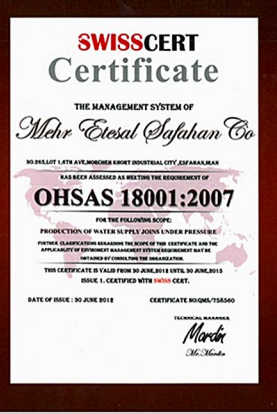 SWISSCERT
Certificate
THE MANAGEMENT SYSTEM OF
Mehr Etesal Safahan Co
NO.265,LOT 1,6TH AVE,MORCHEH KHORT INDUSTRIAL CITY ,ESFAHAN,IRAN
HAS BEEN ASSESSED AS MEETING THE REQUIREMENT OF
OHSAS 18001:2007
FOR THE FOLLOWING SCOPE:
PRODUCTION OF WATER SUPPLY JOINS UNDER PRESSURE
FURTHER CLARIFICATIONS REGARDING THE SCOPE OF THIS CERTIFICATE AND THE
APPLICABILITY OF ENVIROMENT MANAGEMENT SYSTEM REQUIREMENT MAY BE
OBTAINED BY CONSULTING THE ORGANIZATION.
THIS CERTIFICATE IS VALID FROM 30 JUNE,2012 UNTIL 30 JUNE,2015
ISSUE 1. CERTIFIED WITH SWISS CERT.
DATE OF ISSUE : 30 JUNE 2012 CERTIFICATE NO:QMS/758560
TECHNICAL MANAGER
Mardin
Mr. Mardin